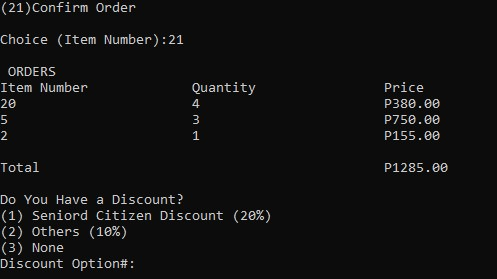 (21)Confirm Order
Choice (Item Number):21
ORDERS
Item Number Quantity Price
20 4 P380.00
5 3 P750.00
2 1 P155.00
Total P1285.00
Do You Have a Discount?
(1) Seniord Citizen Discount (20%)
(2) Others (10%)
(3) None
Discount Option#: